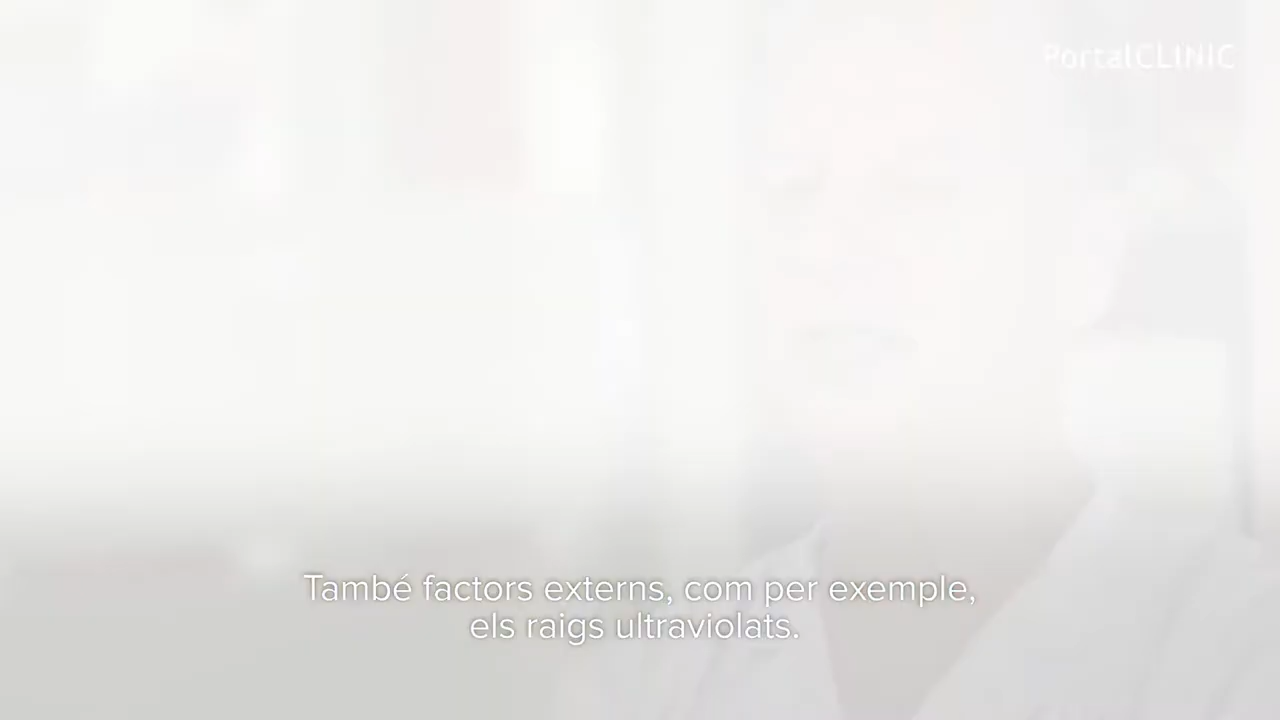 PortalCLINIC
També factors externs, com per exemple,
els raigs ultraviolats.